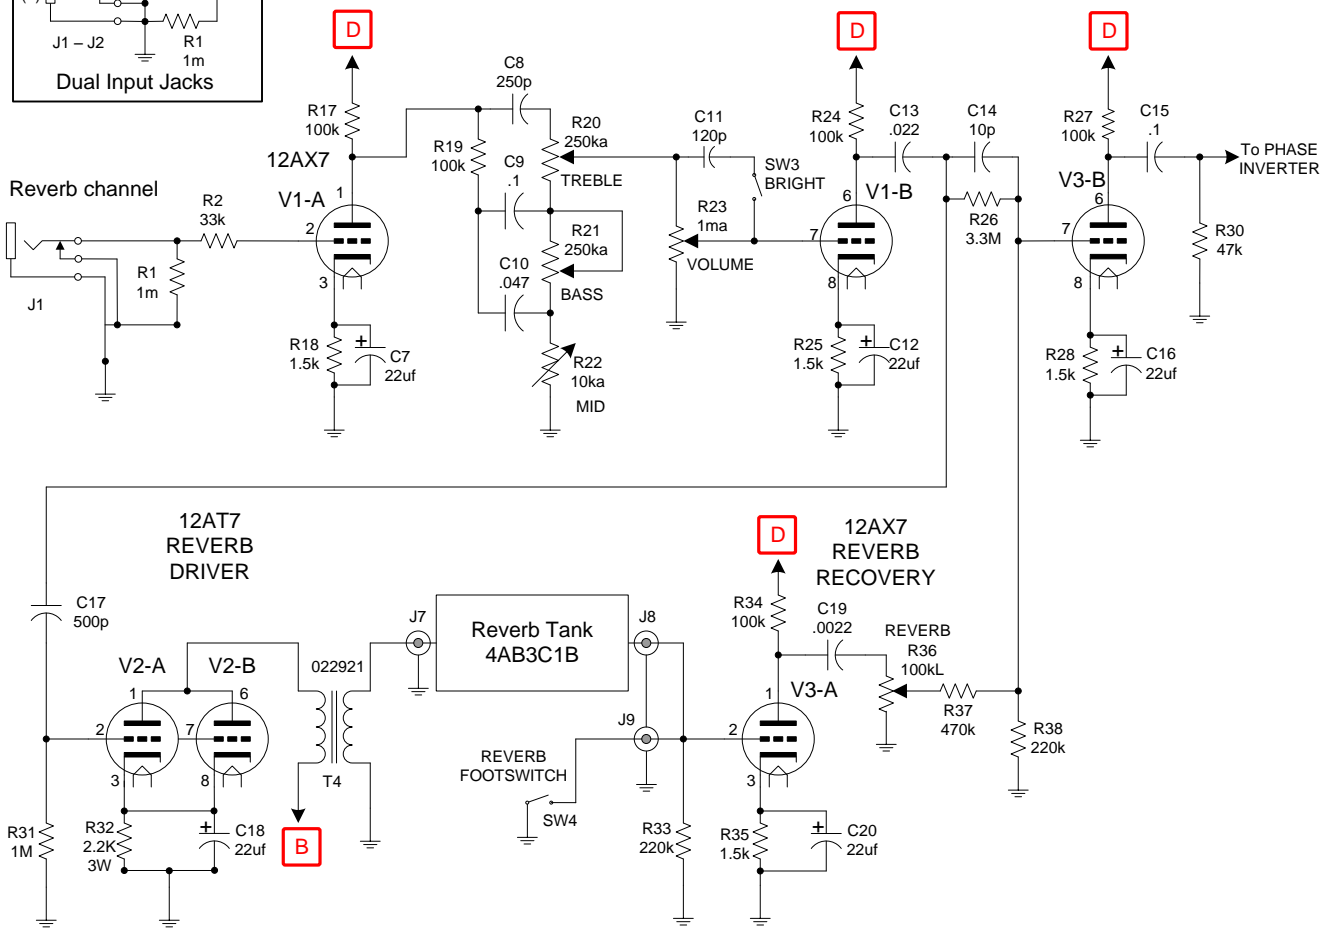 J1 – J2
R1
1m
Dual Input Jacks
D
D
D
R17
100k
12AX7
V1-A
1
2
3
Reverb channel
R2
33k
R1
1m
J1
R18
1.5k
+
C7
22uf
C8
250p
R19
100k
C9
.1
R20
250ka
TREBLE
R21
250ka
BASS
C10
.047
R22
10ka
MID
C11
120p
SW3
BRIGHT
R23
1ma
VOLUME
R24
100k
V1-B
6
7
8
R25
1.5k
+
C12
22uf
C13
.022
C14
10p
R26
3.3M
R27
100k
V3-B
6
7
8
C15
.1
To PHASE
INVERTER
R30
47k
R28
1.5k
+
C16
22uf
12AT7
REVERB
DRIVER
C17
500p
V2-A
V2-B
1
6
2
7
3
8
R31
1M
R32
2.2K
3W
+
C18
22uf
022921
T4
B
J7
Reverb Tank
4AB3C1B
J8
J9
REVERB
FOOTSWITCH
SW4
R33
220k
D
12AX7
REVERB
RECOVERY
R34
100k
C19
.0022
REVERB
R36
100kL
V3-A
1
2
3
R37
470k
R38
220k
R35
1.5k
+
C20
22uf